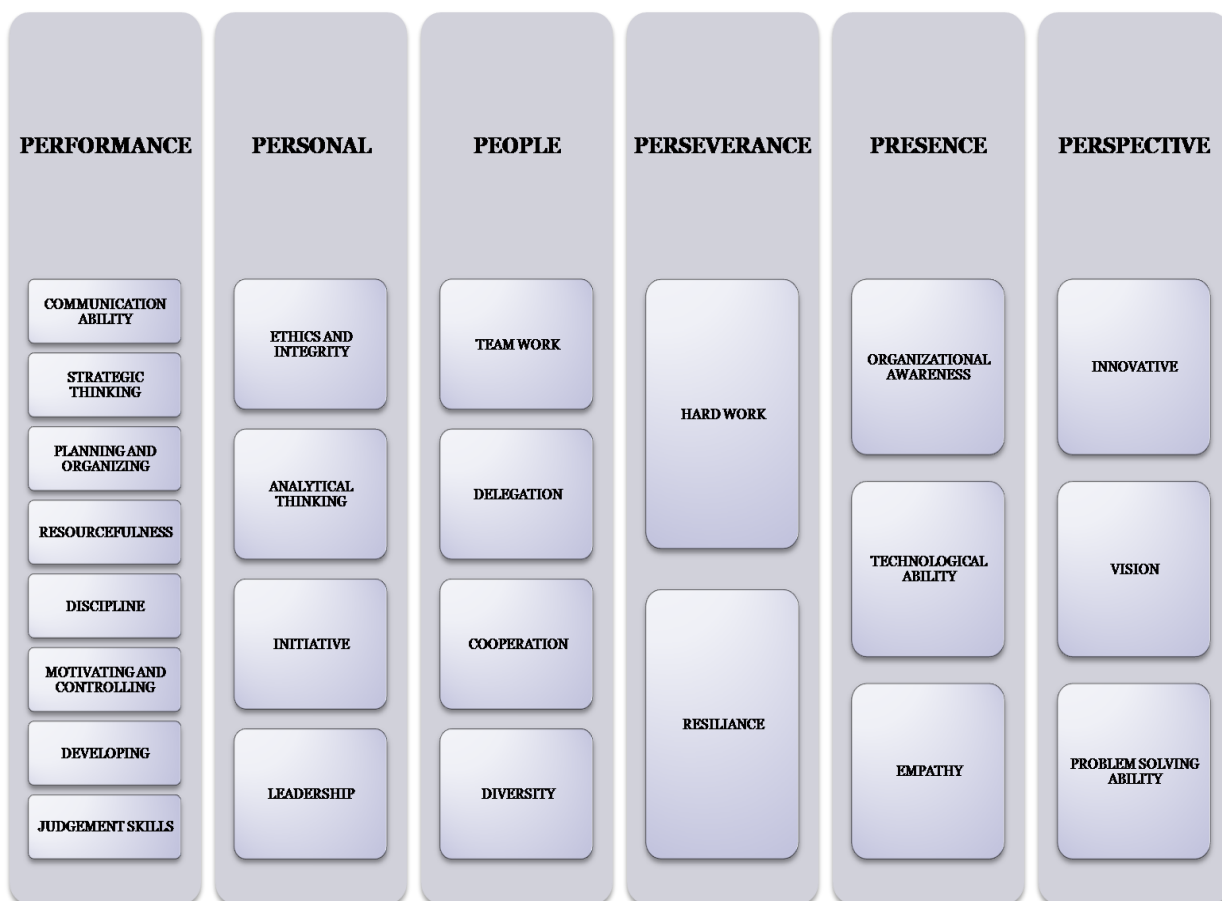 PERFORMANCE
COMMUNICATION
ABILITY
STRATEGIC
THINKING
PLANNING AND
ORGANIZING
RESOURCEFULNESS
DISCIPLINE
MOTIVATING AND
CONTROLLING
DEVELOPING
JUDGEMENT SKILLS
PERSONAL
ETHICS AND
INTEGRITY
ANALYTICAL
THINKING
INITIATIVE
LEADERSHIP
PEOPLE
TEAM WORK
DELEGATION
COOPERATION
DIVERSITY
PERSEVERANCE
HARD WORK
RESILIANCE
PRESENCE
ORGANIZATIONAL
AWARENESS
TECHNOLOGICAL
ABILITY
EMPATHY
PERSPECTIVE
INNOVATIVE
VISION
PROBLEM SOLVING
ABILITY